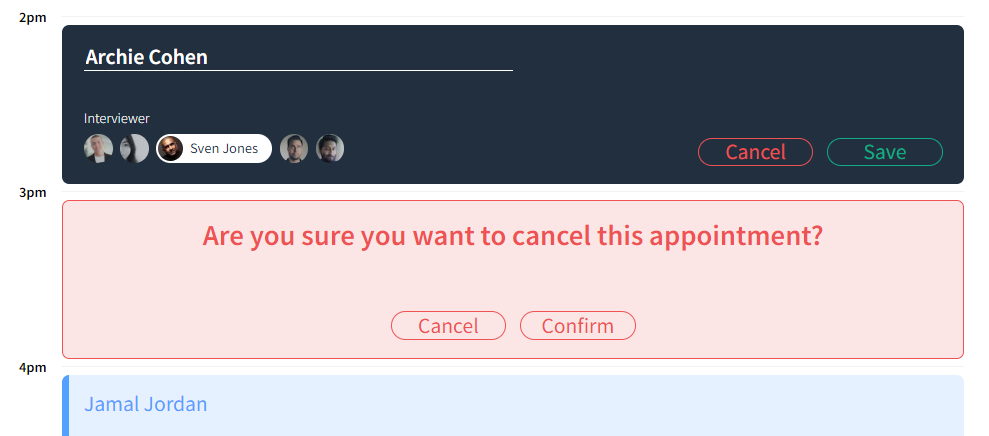 2pm
Archie Cohen
Interviewer
Sven Jones
Cancel Save
3pm
Are you sure you want to cancel this appointment?
Cancel Confirm
4pm
Jamal Jordan